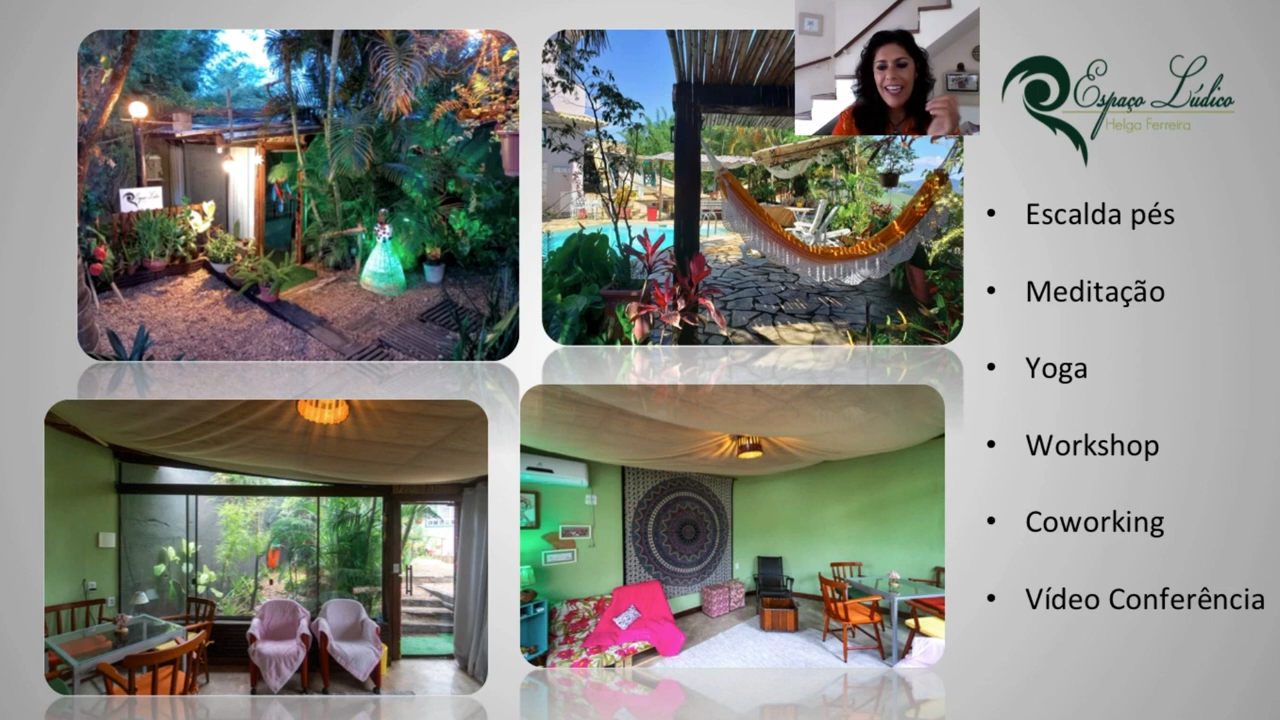 Espaço Lúdico
Helga Ferreira
• Escalda pés
• Meditação
• Yoga
• Workshop
• Coworking
• Vídeo Conferência